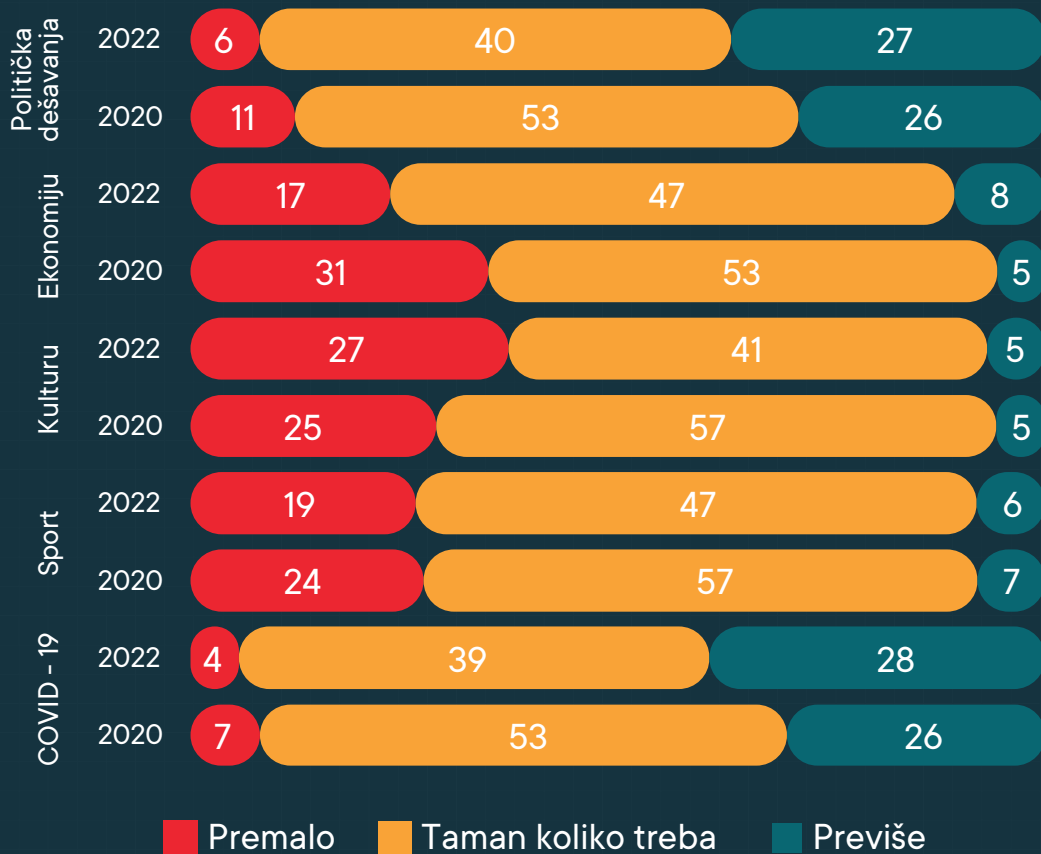 Politička
dešavanja
2022 6 40 27
2020 11 53 26
Ekonomiju
2022 17 47 8
2020 31 53 5
Kulturu
2022 27 41 5
2020 25 57 5
Sport
2022 19 47 6
2020 24 57 7
COVID - 19
2022 4 39 28
2020 7 53 26
Premalo Taman koliko treba Previše